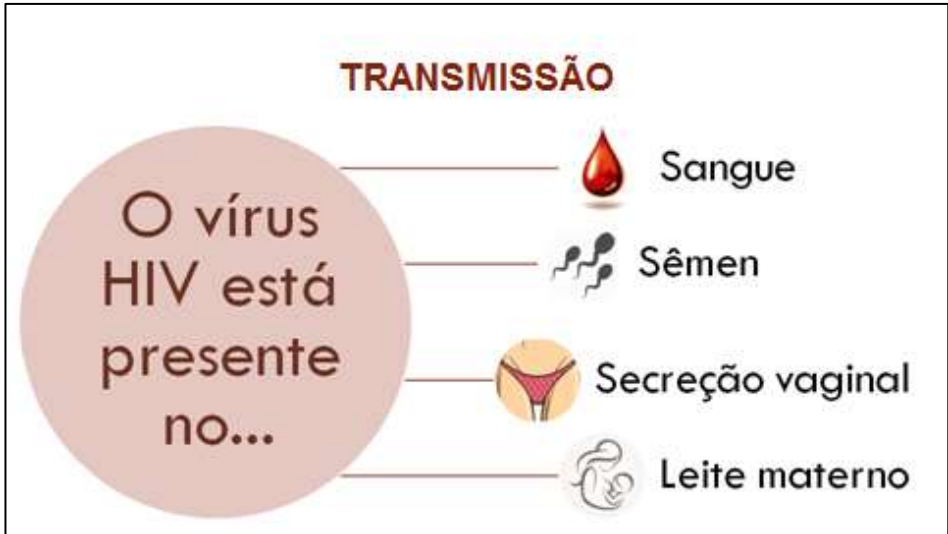 TRANSMISSÃO
O vírus
HIV está
presente
no...
Sangue
Sêmen
Secreção vaginal
Leite materno